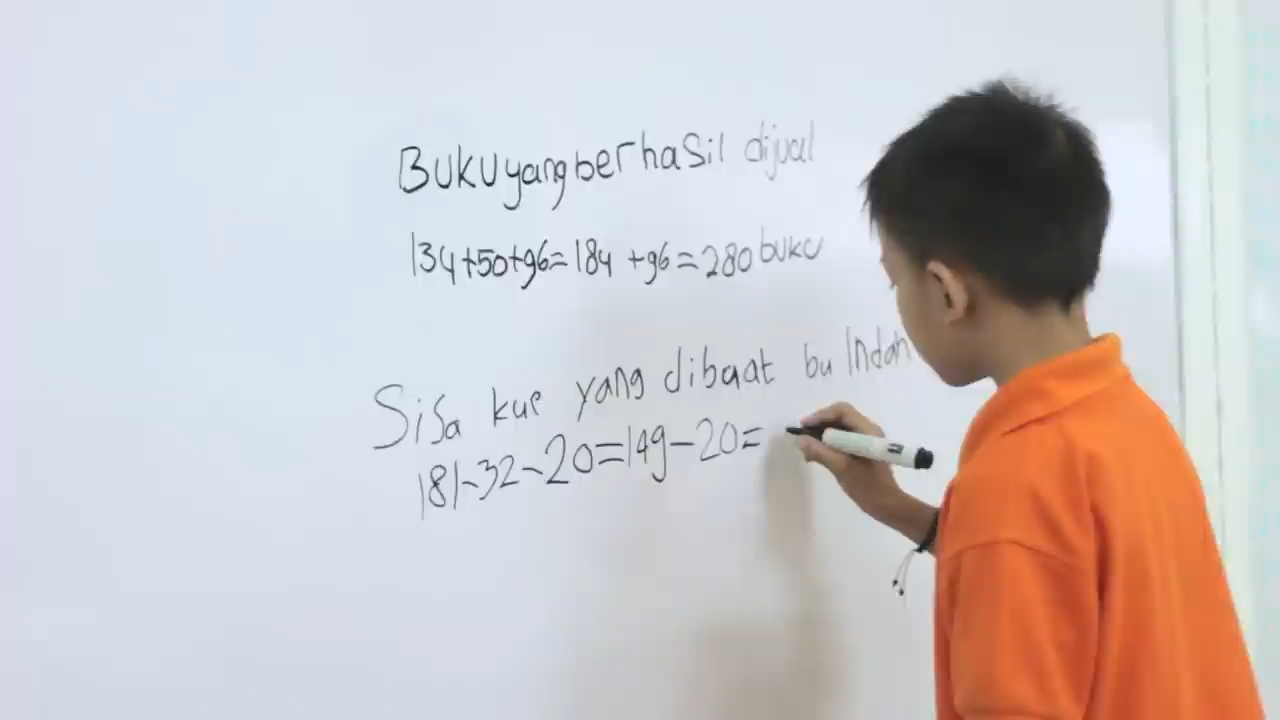 Buku yang berhasil dijual
134+50+96=184 +96=280 buku
Sisa kue yang dibuat bu Indah
181-32-20=149-20=